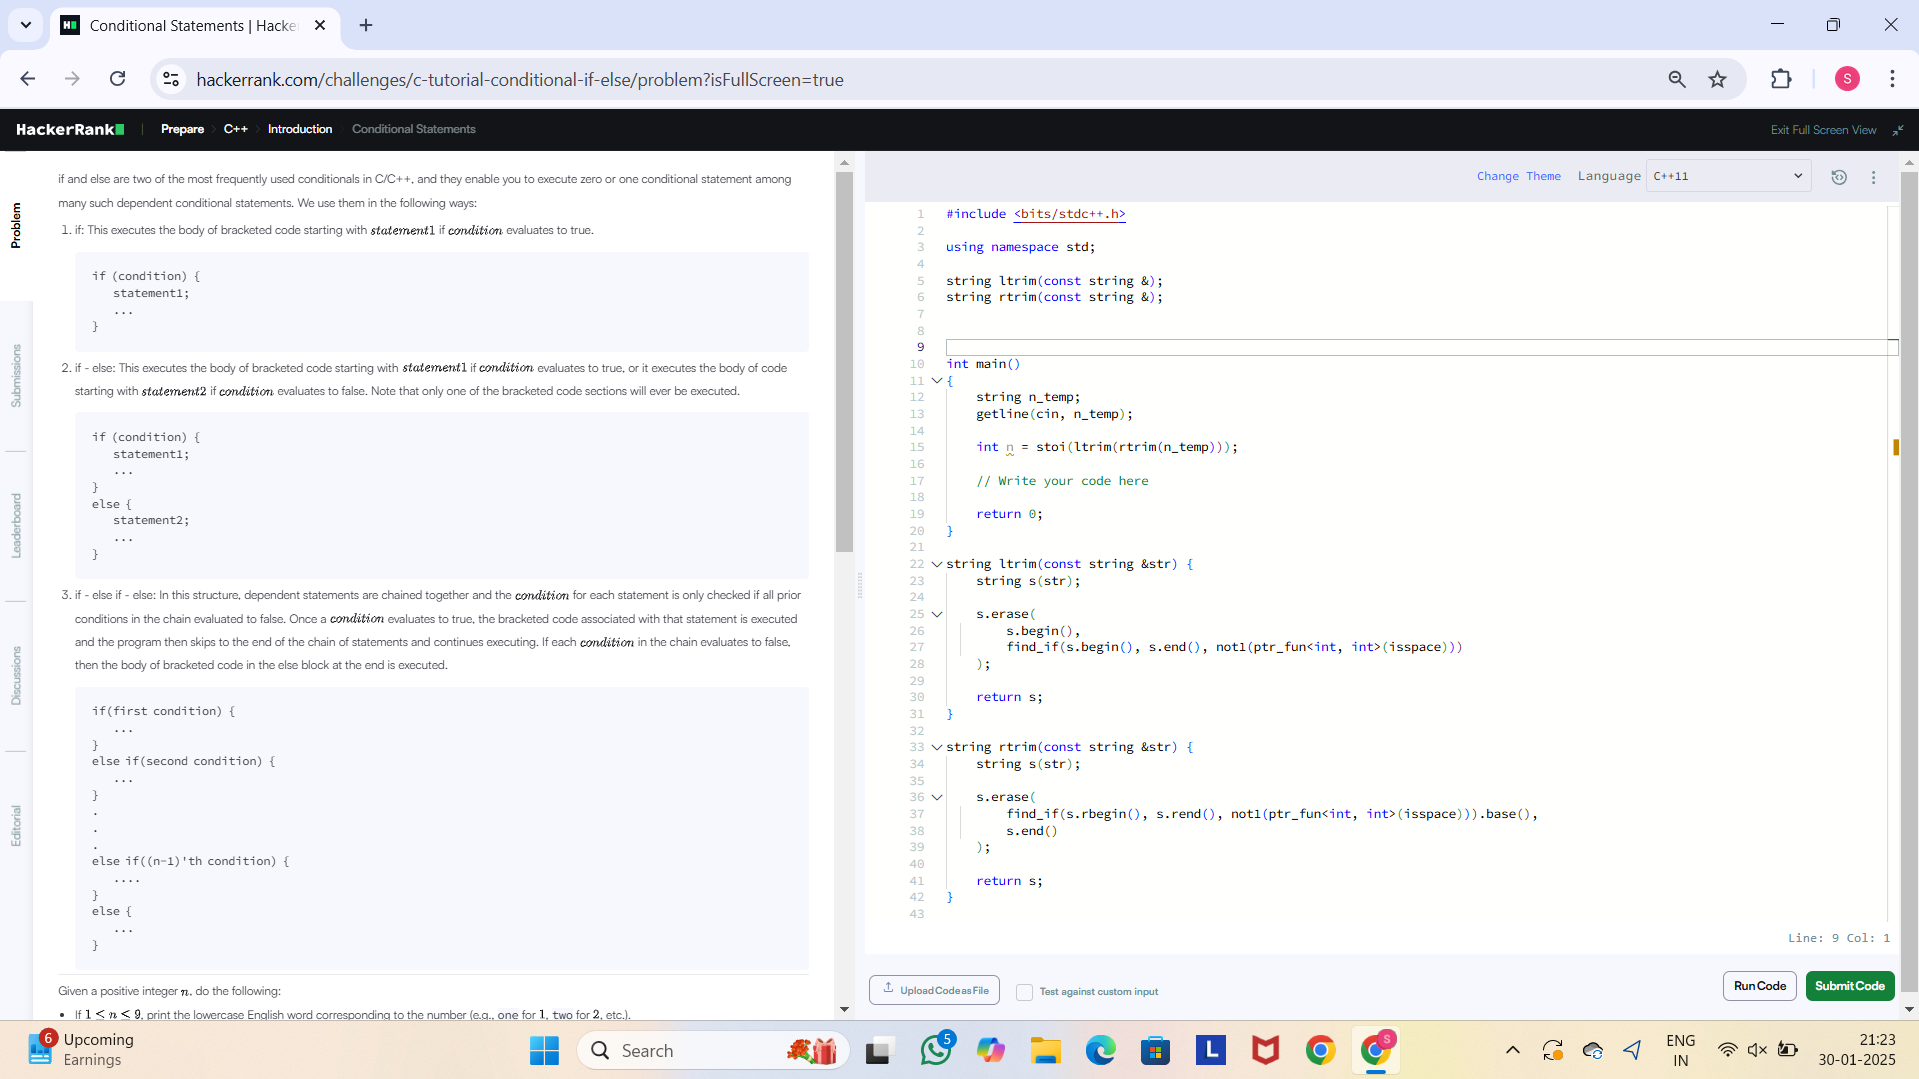 Conditional Statements | Hacke
hackerrank.com/challenges/c-tutorial-conditional-if-else/problem?isFullScreen=true
S
HackerRank
Prepare
C++
Introduction
Conditional Statements
Exit Full Screen View
Problem
Submissions
Leaderboard
Discussions
Editorial
if and else are two of the most frequently used conditionals in C/C++, and they enable you to execute zero or one conditional statement among
many such dependent conditional statements. We use them in the following ways:
1. if: This executes the body of bracketed code starting with statement1 if condition evaluates to true.
if (condition) {
statement1;
...
}
2. if - else: This executes the body of bracketed code starting with statement1 if condition evaluates to true, or it executes the body of code
starting with statement2 if condition evaluates to false. Note that only one of the bracketed code sections will ever be executed.
if (condition) {
statement1;
...
}
else {
statement2;
...
}
3. if - else if - else: In this structure, dependent statements are chained together and the condition for each statement is only checked if all prior
conditions in the chain evaluated to false. Once a condition evaluates to true, the bracketed code associated with that statement is executed
and the program then skips to the end of the chain of statements and continues executing. If each condition in the chain evaluates to false,
then the body of bracketed code in the else block at the end is executed.
if(first condition) {
...
}
else if(second condition) {
...
}
.
.
.
else if((n-1)'th condition) {
....
}
else {
...
}
Given a positive integer n, do the following:
• If 1 ≤ n ≤ 9, print the lowercase English word corresponding to the number (e.g., one for 1, two for 2, etc.).
Change Theme
Language
C++11
1 #include <bits/stdc++.h>
2
3 using namespace std;
4
5 string ltrim(const string &);
6 string rtrim(const string &);
7
8
9
10 int main()
11 {
12 string n_temp;
13 getline(cin, n_temp);
14
15 int n = stoi(ltrim(rtrim(n_temp)));
16
17 // Write your code here
18
19 return 0;
20 }
21
22 string ltrim(const string &str) {
23 string s(str);
24
25 s.erase(
26 s.begin(),
27 find_if(s.begin(), s.end(), not1(ptr_fun<int, int>(isspace)))
28 );
29
30 return s;
31 }
32
33 string rtrim(const string &str) {
34 string s(str);
35
36 s.erase(
37 find_if(s.rbegin(), s.rend(), not1(ptr_fun<int, int>(isspace))).base(),
38 s.end()
39 );
40
41 return s;
42 }
43
Line: 9 Col: 1
Upload Code as File
Test against custom input
Run Code
Submit Code
6
Upcoming
Earnings
Search
5
L
S
ENG
IN
21:23
30-01-2025